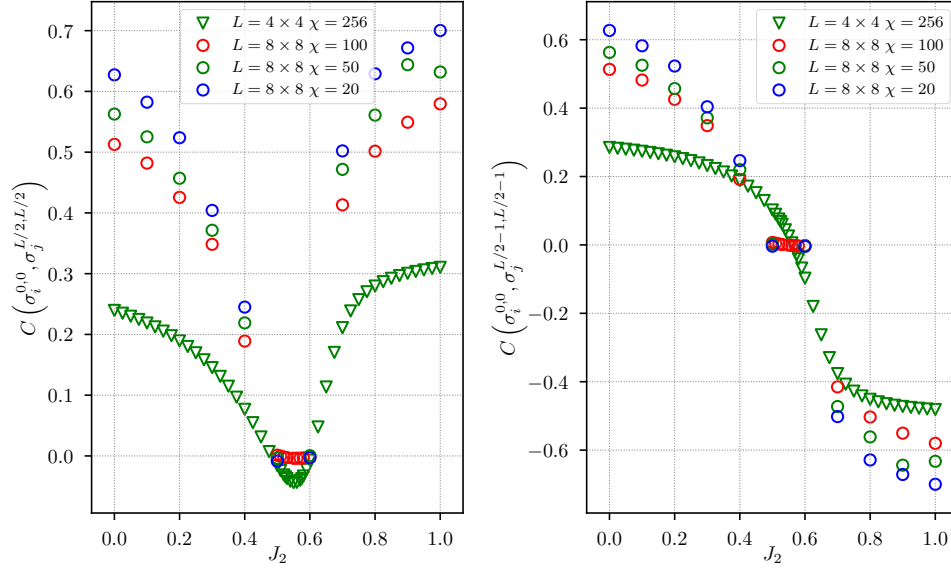 0.7
0.6
0.5
0.4
0.3
0.2
0.1
0.0
C (σ_i^{0,0}, σ_j^{L/2,L/2})
0.0 0.2 0.4 0.6 0.8 1.0
J_2
L = 4 × 4 χ = 256
L = 8 × 8 χ = 100
L = 8 × 8 χ = 50
L = 8 × 8 χ = 20
0.6
0.4
0.2
0.0
−0.2
−0.4
−0.6
C (σ_i^{0,0}, σ_j^{L/2−1,L/2−1})
0.0 0.2 0.4 0.6 0.8 1.0
J_2
L = 4 × 4 χ = 256
L = 8 × 8 χ = 100
L = 8 × 8 χ = 50
L = 8 × 8 χ = 20